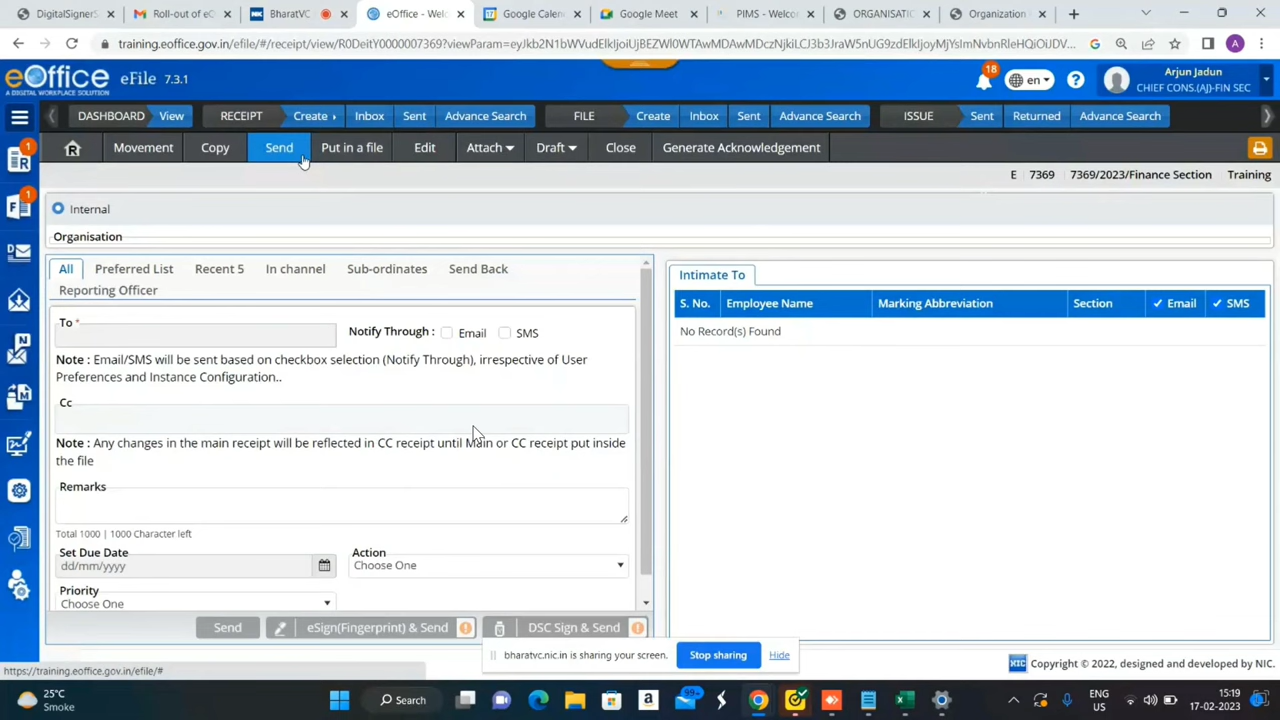 DigitalSignerS
Roll-out of eO
BharatVC
eOffice - Welc
Google Calen
Google Meet
PIMS - Welco
ORGANISATIO
Organization
training.eoffice.gov.in/efile/#/receipt/view/R0DeitY0000007369?viewParam=eyJkb2N1bWVudElkIjoiUjBEZWl0WTAwMDAwMDczNjkiLCJ3b3JraW5nUG9zdElkIjoyMjYsImNvbnRleHQiOiJDV...
A
eOffice
A DIGITAL WORKPLACE SOLUTION
eFile 7.3.1
18
en
?
Arjun Jadun
CHIEF CONS.(AJ)-FIN SEC
DASHBOARD View RECEIPT Create Inbox Sent Advance Search FILE Create Inbox Sent Advance Search ISSUE Sent Returned Advance Search
Movement Copy Send Put in a file Edit Attach Draft Close Generate Acknowledgement
1
1
E 7369 7369/2023/Finance Section Training
Internal
Organisation
All Preferred List Recent 5 In channel Sub-ordinates Send Back
Reporting Officer
To *
Notify Through : Email SMS
Note : Email/SMS will be sent based on checkbox selection (Notify Through), irrespective of User
Preferences and Instance Configuration..
Cc
Note : Any changes in the main receipt will be reflected in CC receipt until Main or CC receipt put inside
the file
Remarks
Total 1000 | 1000 Character left
Set Due Date
dd/mm/yyyy
Action
Choose One
Priority
Choose One
Send eSign(Fingerprint) & Send DSC Sign & Send
Intimate To
S. No. Employee Name Marking Abbreviation Section Email SMS
No Record(s) Found
bharatvc.nic.in is sharing your screen. Stop sharing Hide
https://training.eoffice.gov.in/efile/#
NIC Copyright © 2022, designed and developed by NIC.
25°C
Smoke
Search
99+
ENG
US
15:19
17-02-2023